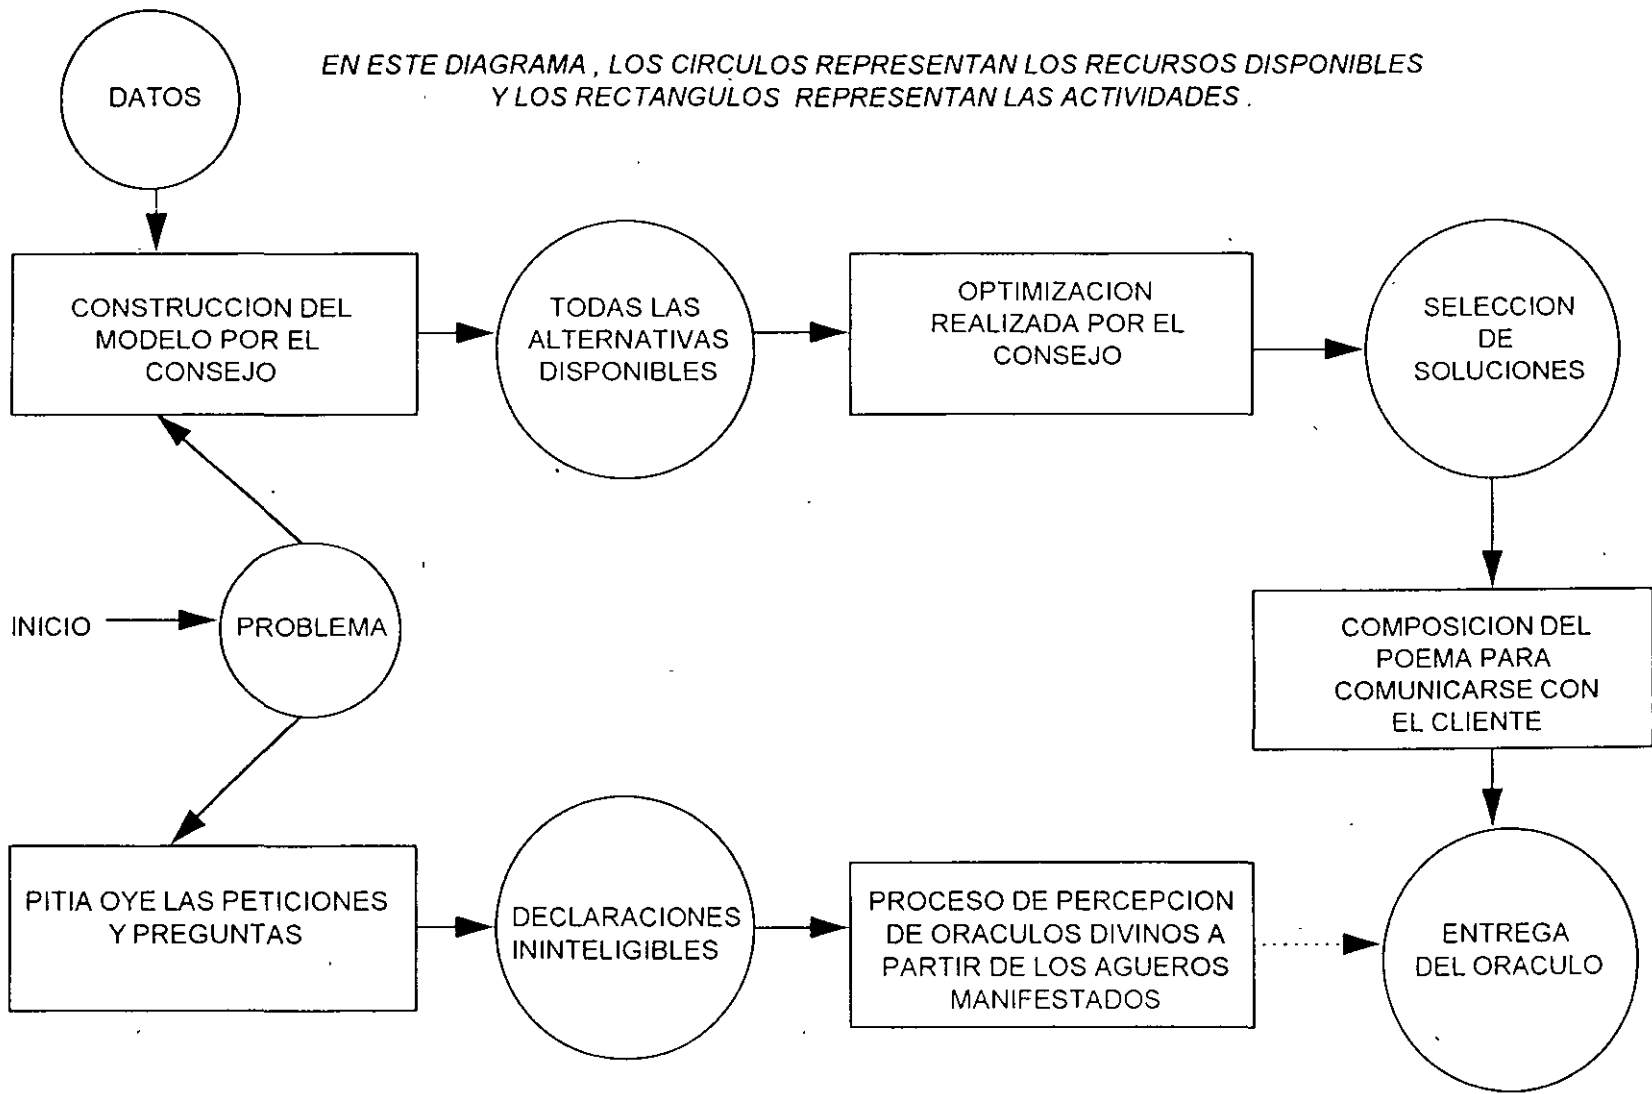 EN ESTE DIAGRAMA , LOS CIRCULOS REPRESENTAN LOS RECURSOS DISPONIBLES
Y LOS RECTANGULOS REPRESENTAN LAS ACTIVIDADES .
DATOS
CONSTRUCCION DEL
MODELO POR EL
CONSEJO
TODAS LAS
ALTERNATIVAS
DISPONIBLES
OPTIMIZACION
REALIZADA POR EL
CONSEJO
SELECCION
DE
SOLUCIONES
INICIO
PROBLEMA
COMPOSICION DEL
POEMA PARA
COMUNICARSE CON
EL CLIENTE
PITIA OYE LAS PETICIONES
Y PREGUNTAS
DECLARACIONES
ININTELIGIBLES
PROCESO DE PERCEPCION
DE ORACULOS DIVINOS A
PARTIR DE LOS AGUEROS
MANIFESTADOS
ENTREGA
DEL ORACULO